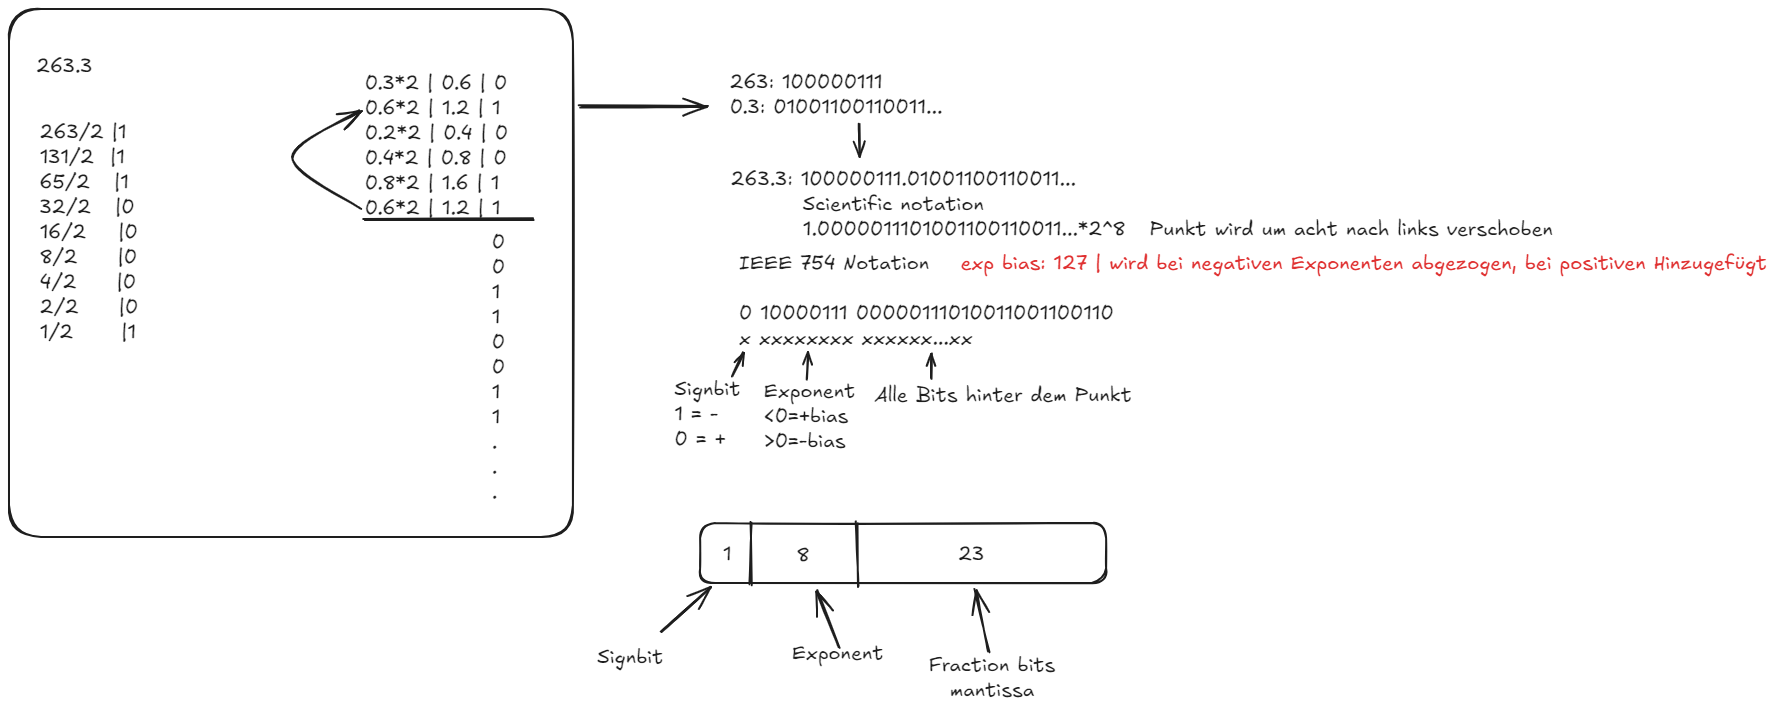 263.3
263/2 |1
131/2 |1
65/2 |1
32/2 |0
16/2 |0
8/2 |0
4/2 |0
2/2 |0
1/2 |1
0.3*2 | 0.6 | 0
0.6*2 | 1.2 | 1
0.2*2 | 0.4 | 0
0.4*2 | 0.8 | 0
0.8*2 | 1.6 | 1
0.6*2 | 1.2 | 1
0
0
1
1
0
0
1
1
.
.
.
263: 100000111
0.3: 01001100110011...
263.3: 100000111.01001100110011...
Scientific notation
1.0000011101001100110011...*2^8 Punkt wird um acht nach links verschoben
IEEE 754 Notation exp bias: 127 | wird bei negativen Exponenten abgezogen, bei positiven Hinzugefügt
0 10000111 00000111010011001100110
x xxxxxxxx xxxxxx...xx
Signbit
1 = -
0 = +
Exponent
<0=+bias
>0=-bias
Alle Bits hinter dem Punkt
1 8 23
Signbit
Exponent
Fraction bits
mantissa